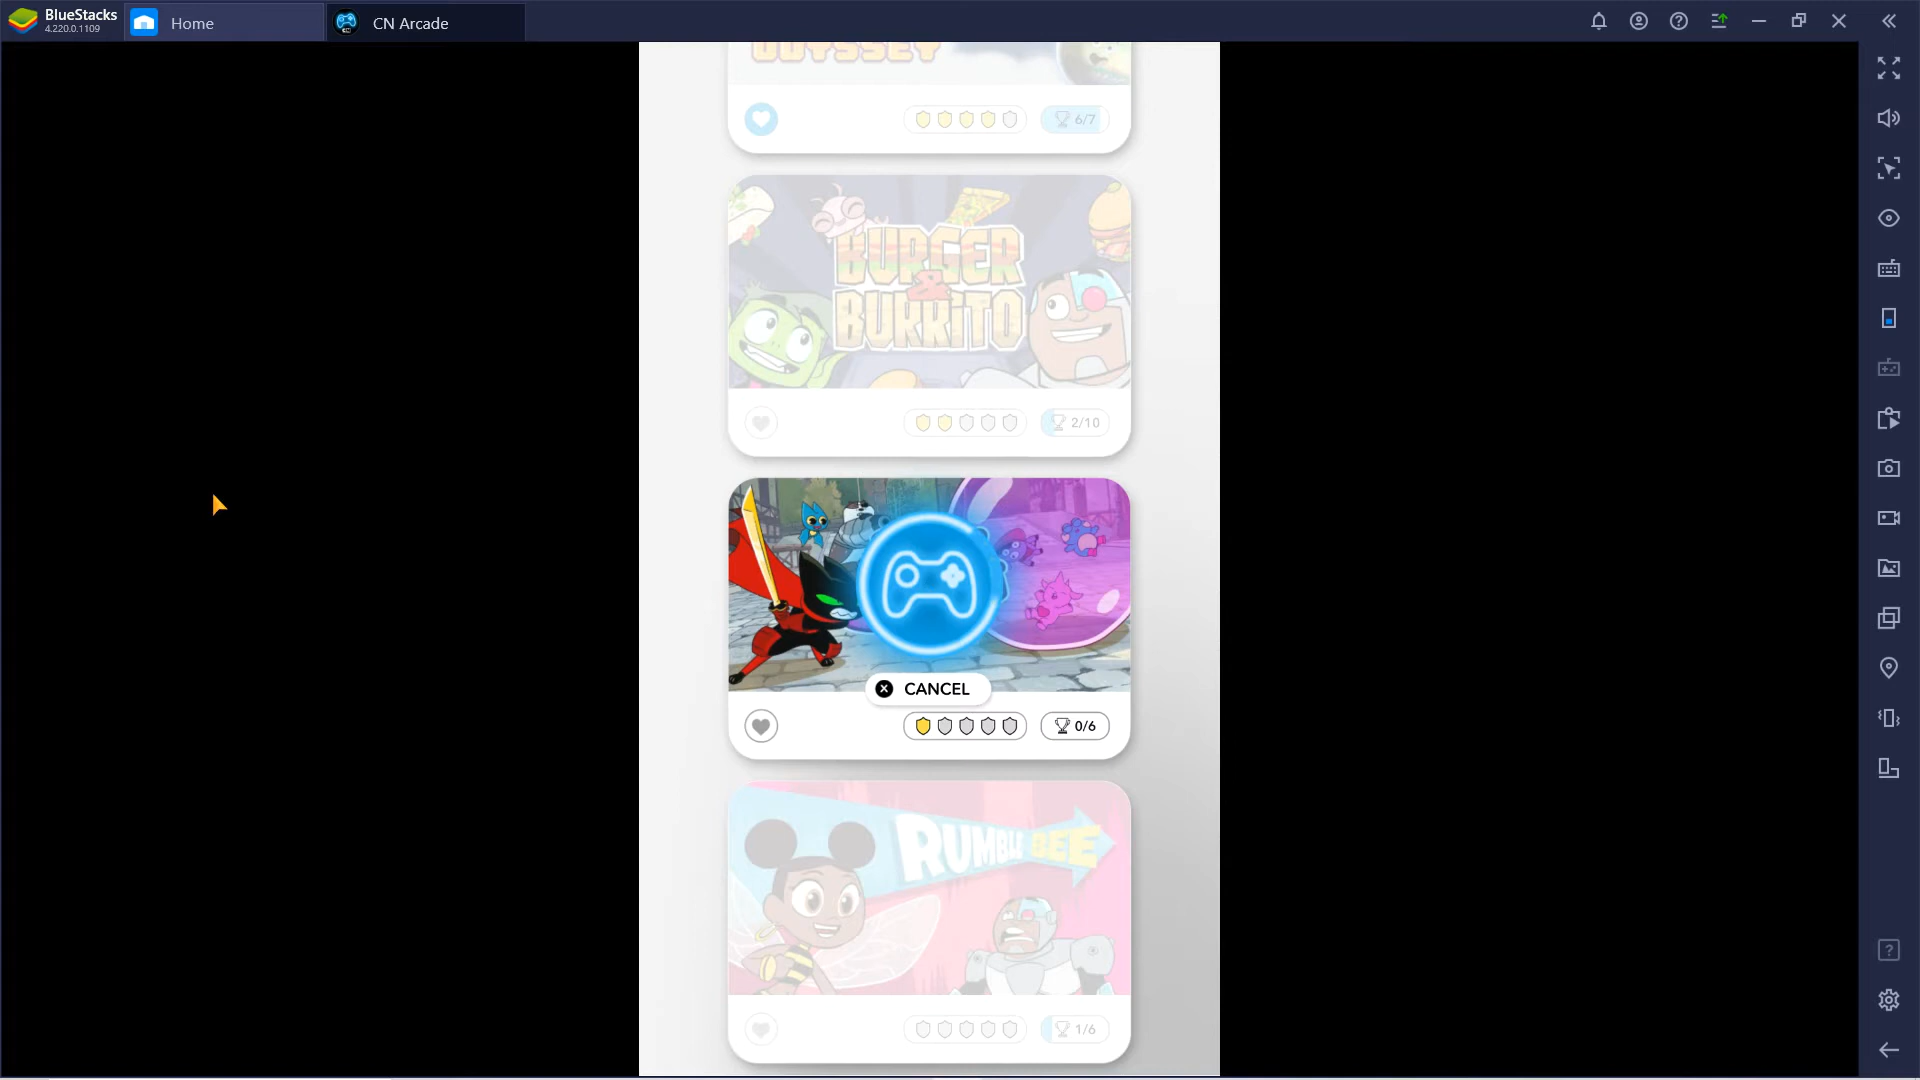 BlueStacks
4.220.0.1109
Home
CN Arcade
ODYSSEY
6/7
BURGER
&
BURRITO
2/10
CANCEL
0/6
RUMBLE BEE
1/6